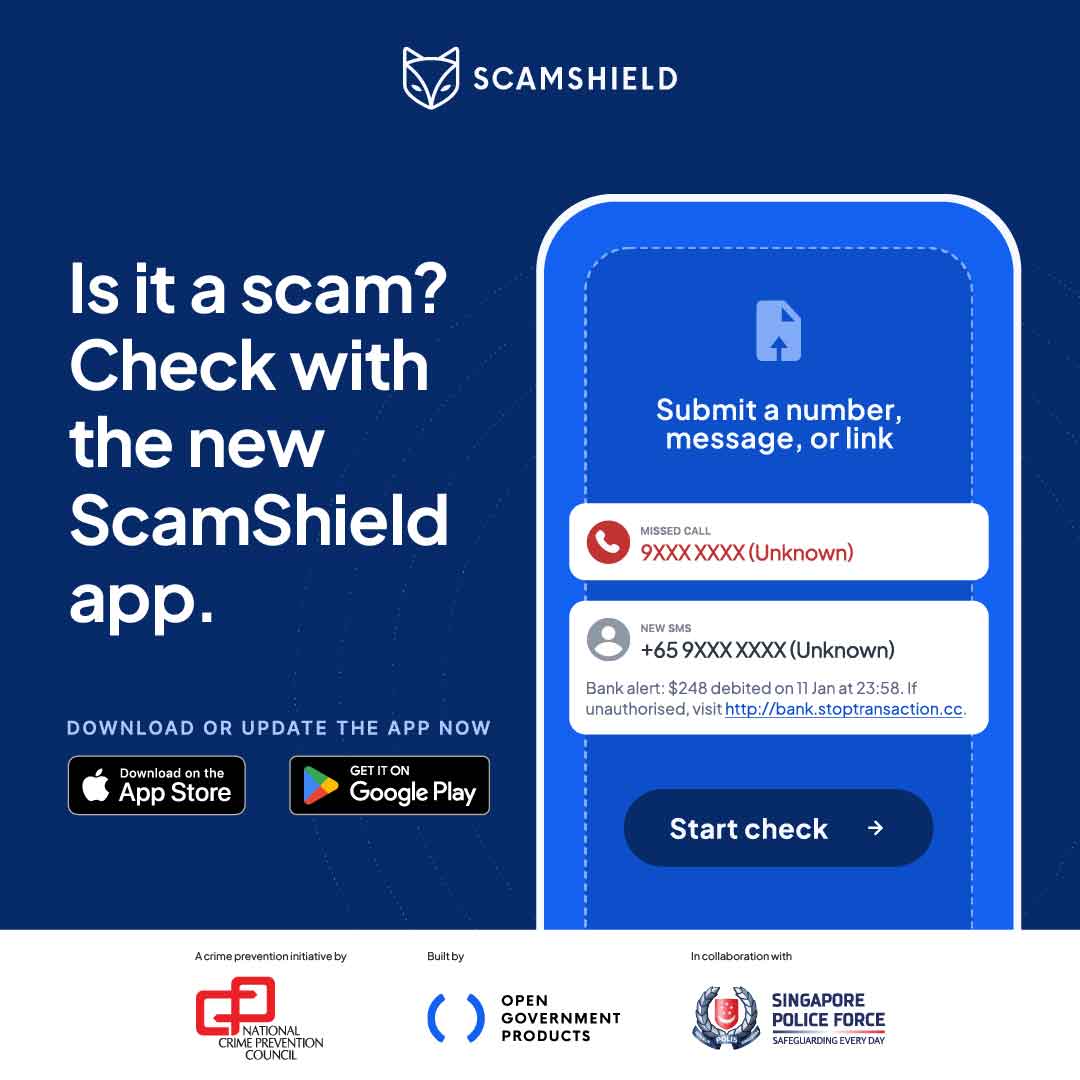 SCAMSHIELD
Is it a scam?
Check with
the new
ScamShield
app.
DOWNLOAD OR UPDATE THE APP NOW
Download on the
App Store
GET IT ON
Google Play
Submit a number,
message, or link
MISSED CALL
9XXX XXXX (Unknown)
NEW SMS
+65 9XXX XXXX (Unknown)
Bank alert: $248 debited on 11 Jan at 23:58. If
unauthorised, visit http://bank.stoptransaction.cc.
Start check
A crime prevention initiative by
NATIONAL
CRIME PREVENTION
COUNCIL
Built by
OPEN
GOVERNMENT
PRODUCTS
In collaboration with
POLIS
SINGAPORE
POLICE FORCE
SAFEGUARDING EVERY DAY